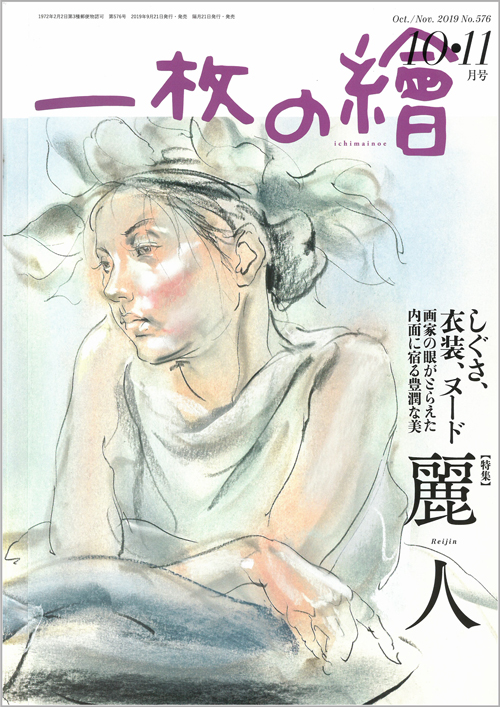 1972年2月2日第3種郵便物認可　第576号　2019年9月21日発行・発売　隔月21日発行・発売
Oct./Nov. 2019 No.576
10・11
月号
一枚の繪
ichimainoe
しぐさ、
衣装、ヌード
画家の眼がとらえた
内面に宿る豊潤な美
【特集】
麗人
Reijin